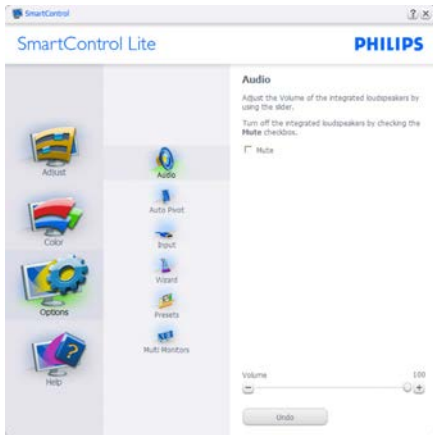 SmartControl
SmartControl Lite
PHILIPS
Adjust
Color
Options
Help
Audio
Auto Pivot
Input
Wizard
Presets
Multi Monitors
Audio
Adjust the Volume of the integrated loudspeakers by
using the slider.
Turn off the integrated loudspeakers by checking the
Mute checkbox.
Mute
Volume 100
Undo